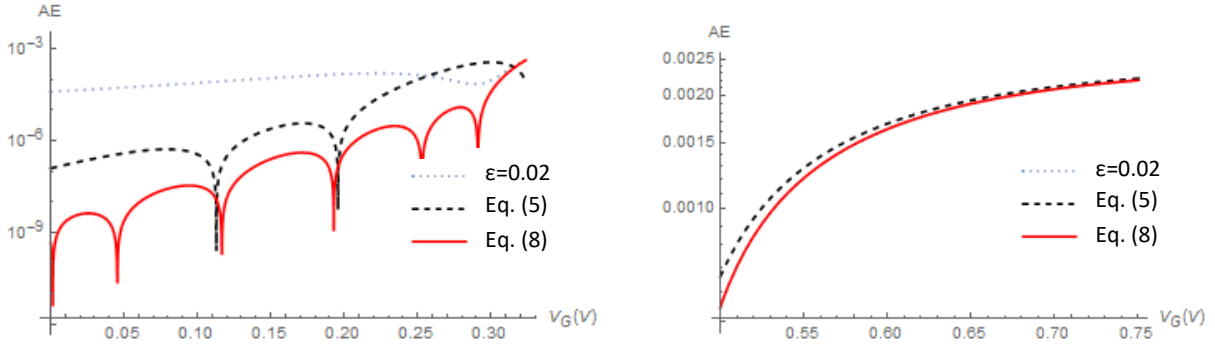 AE
10⁻³
10⁻⁶
10⁻⁹
0.05 0.10 0.15 0.20 0.25 0.30
V_G(V)
ε=0.02
Eq. (5)
Eq. (8)
AE
0.0025
0.0020
0.0015
0.0010
0.55 0.60 0.65 0.70 0.75
V_G(V)
ε=0.02
Eq. (5)
Eq. (8)